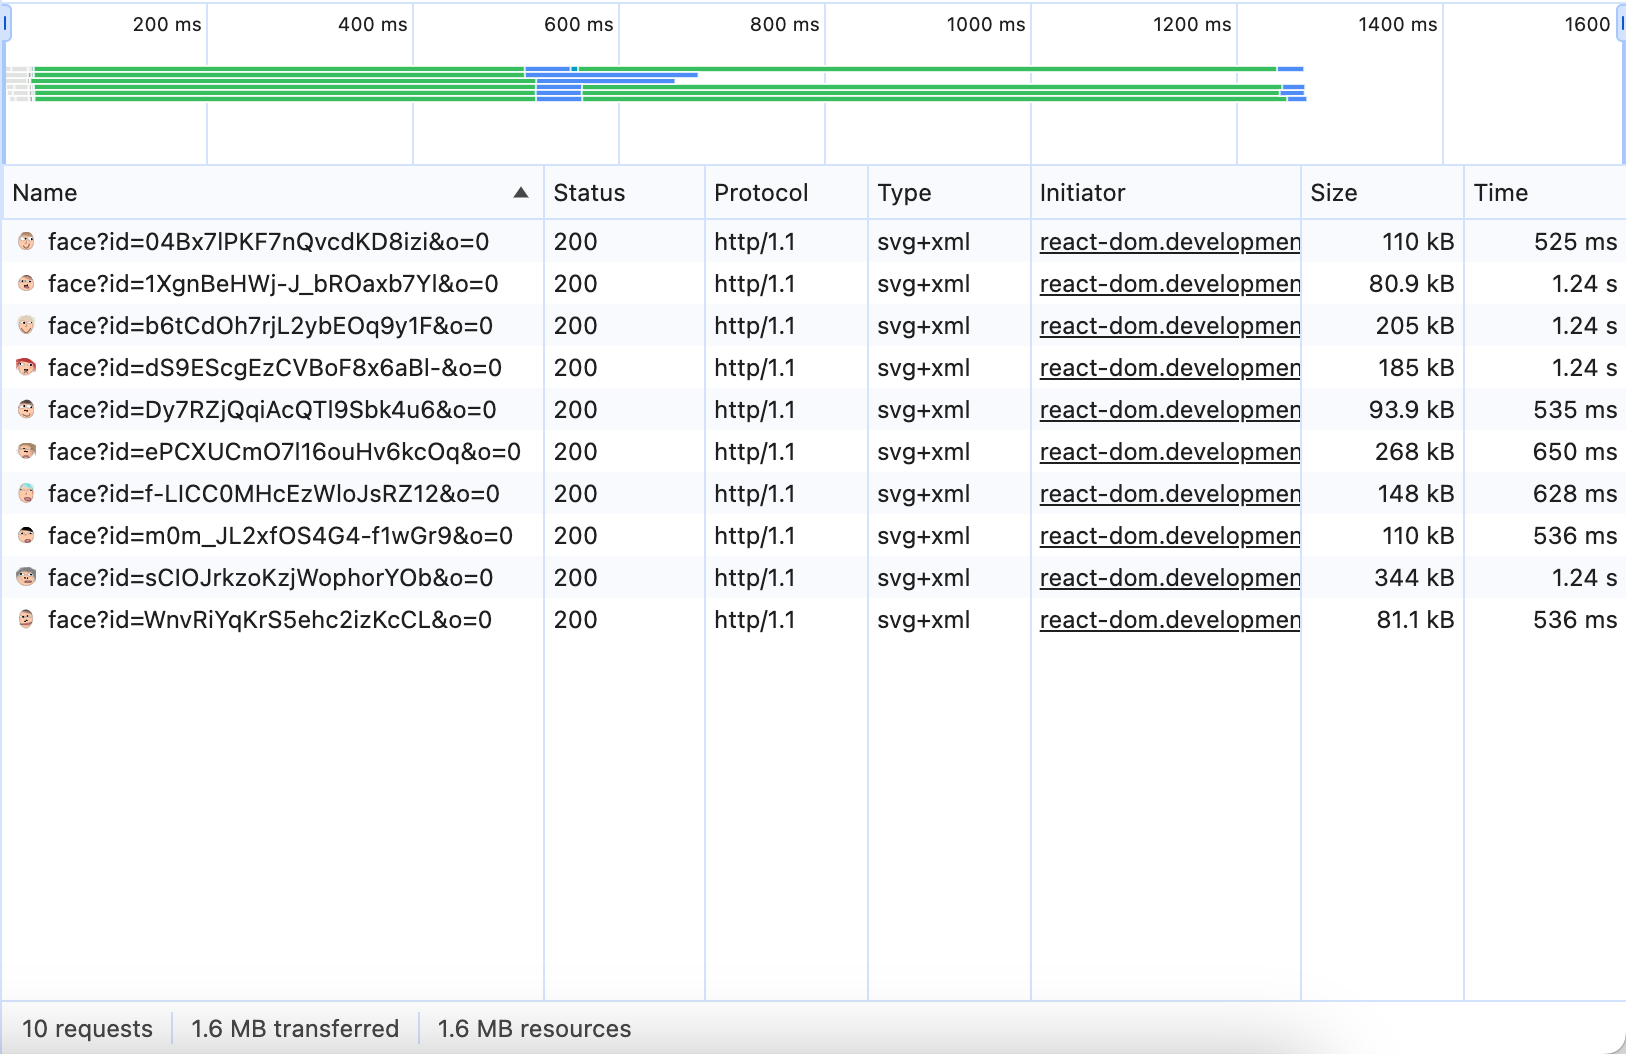 200 ms 400 ms 600 ms 800 ms 1000 ms 1200 ms 1400 ms 1600
Name Status Protocol Type Initiator Size Time
face?id=04Bx7lPKF7nQvcdKD8izi&o=0 200 http/1.1 svg+xml react-dom.developmen 110 kB 525 ms
face?id=1XgnBeHWj-J_bROaxb7Yl&o=0 200 http/1.1 svg+xml react-dom.developmen 80.9 kB 1.24 s
face?id=b6tCdOh7rjL2ybEOq9y1F&o=0 200 http/1.1 svg+xml react-dom.developmen 205 kB 1.24 s
face?id=dS9EScgEzCVBoF8x6aBl-&o=0 200 http/1.1 svg+xml react-dom.developmen 185 kB 1.24 s
face?id=Dy7RZjQqiAcQTl9Sbk4u6&o=0 200 http/1.1 svg+xml react-dom.developmen 93.9 kB 535 ms
face?id=ePCXUCmO7l16ouHv6kcOq&o=0 200 http/1.1 svg+xml react-dom.developmen 268 kB 650 ms
face?id=f-LICC0MHcEzWloJsRZ12&o=0 200 http/1.1 svg+xml react-dom.developmen 148 kB 628 ms
face?id=m0m_JL2xfOS4G4-f1wGr9&o=0 200 http/1.1 svg+xml react-dom.developmen 110 kB 536 ms
face?id=sCIOJrkzoKzjWophorYOb&o=0 200 http/1.1 svg+xml react-dom.developmen 344 kB 1.24 s
face?id=WnvRiYqKrS5ehc2izKcCL&o=0 200 http/1.1 svg+xml react-dom.developmen 81.1 kB 536 ms
10 requests 1.6 MB transferred 1.6 MB resources